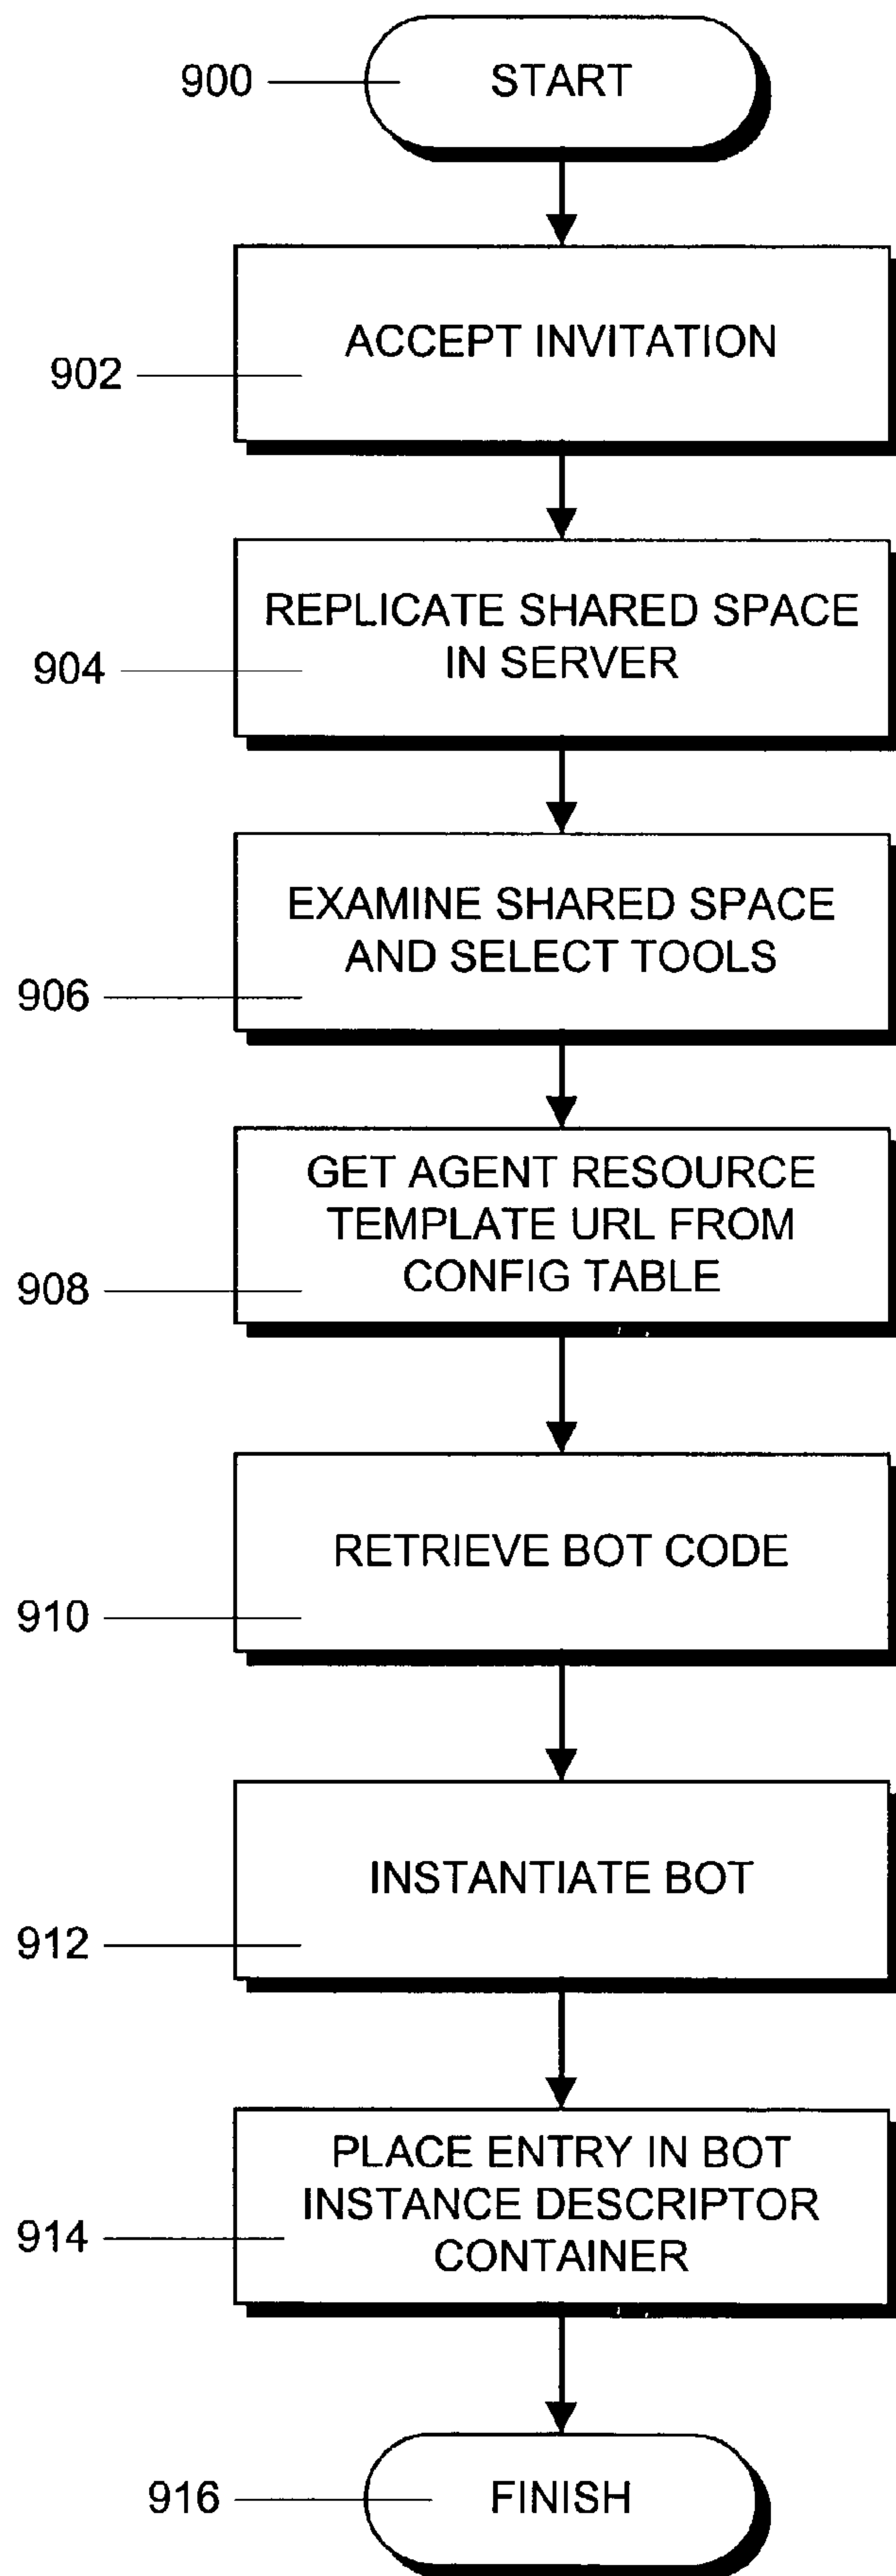 900
START
902
ACCEPT INVITATION
904
REPLICATE SHARED SPACE
IN SERVER
906
EXAMINE SHARED SPACE
AND SELECT TOOLS
908
GET AGENT RESOURCE
TEMPLATE URL FROM
CONFIG TABLE
910
RETRIEVE BOT CODE
912
INSTANTIATE BOT
914
PLACE ENTRY IN BOT
INSTANCE DESCRIPTOR
CONTAINER
916
FINISH